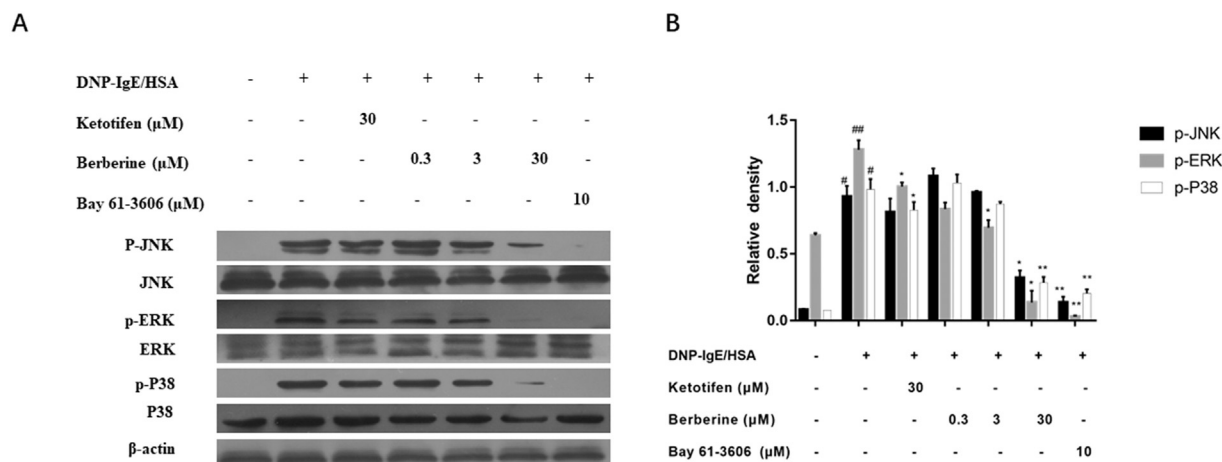 A
DNP-IgE/HSA - + + + + + +
Ketotifen (μM) - - 30 - - - -
Berberine (μM) - - - 0.3 3 30 -
Bay 61-3606 (μM) - - - - - - 10
P-JNK
JNK
p-ERK
ERK
p-P38
P38
β-actin
B
Relative density
1.5
1.0
0.5
0.0
# ## #
* *
*
* * **
** ** **
p-JNK
p-ERK
p-P38
DNP-IgE/HSA - + + + + + +
Ketotifen (μM) - - 30 - - - -
Berberine (μM) - - - 0.3 3 30 -
Bay 61-3606 (μM) - - - - - - 10